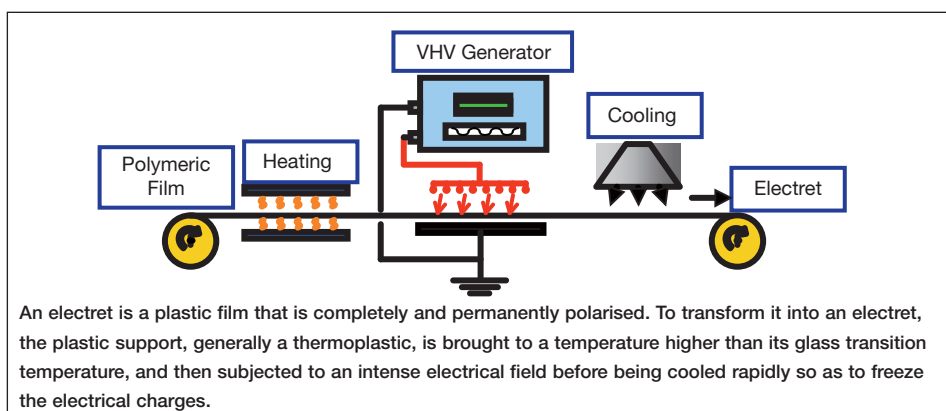 VHV Generator
Cooling
Polymeric
Film
Heating
Electret
An electret is a plastic film that is completely and permanently polarised. To transform it into an electret,
the plastic support, generally a thermoplastic, is brought to a temperature higher than its glass transition
temperature, and then subjected to an intense electrical field before being cooled rapidly so as to freeze
the electrical charges.